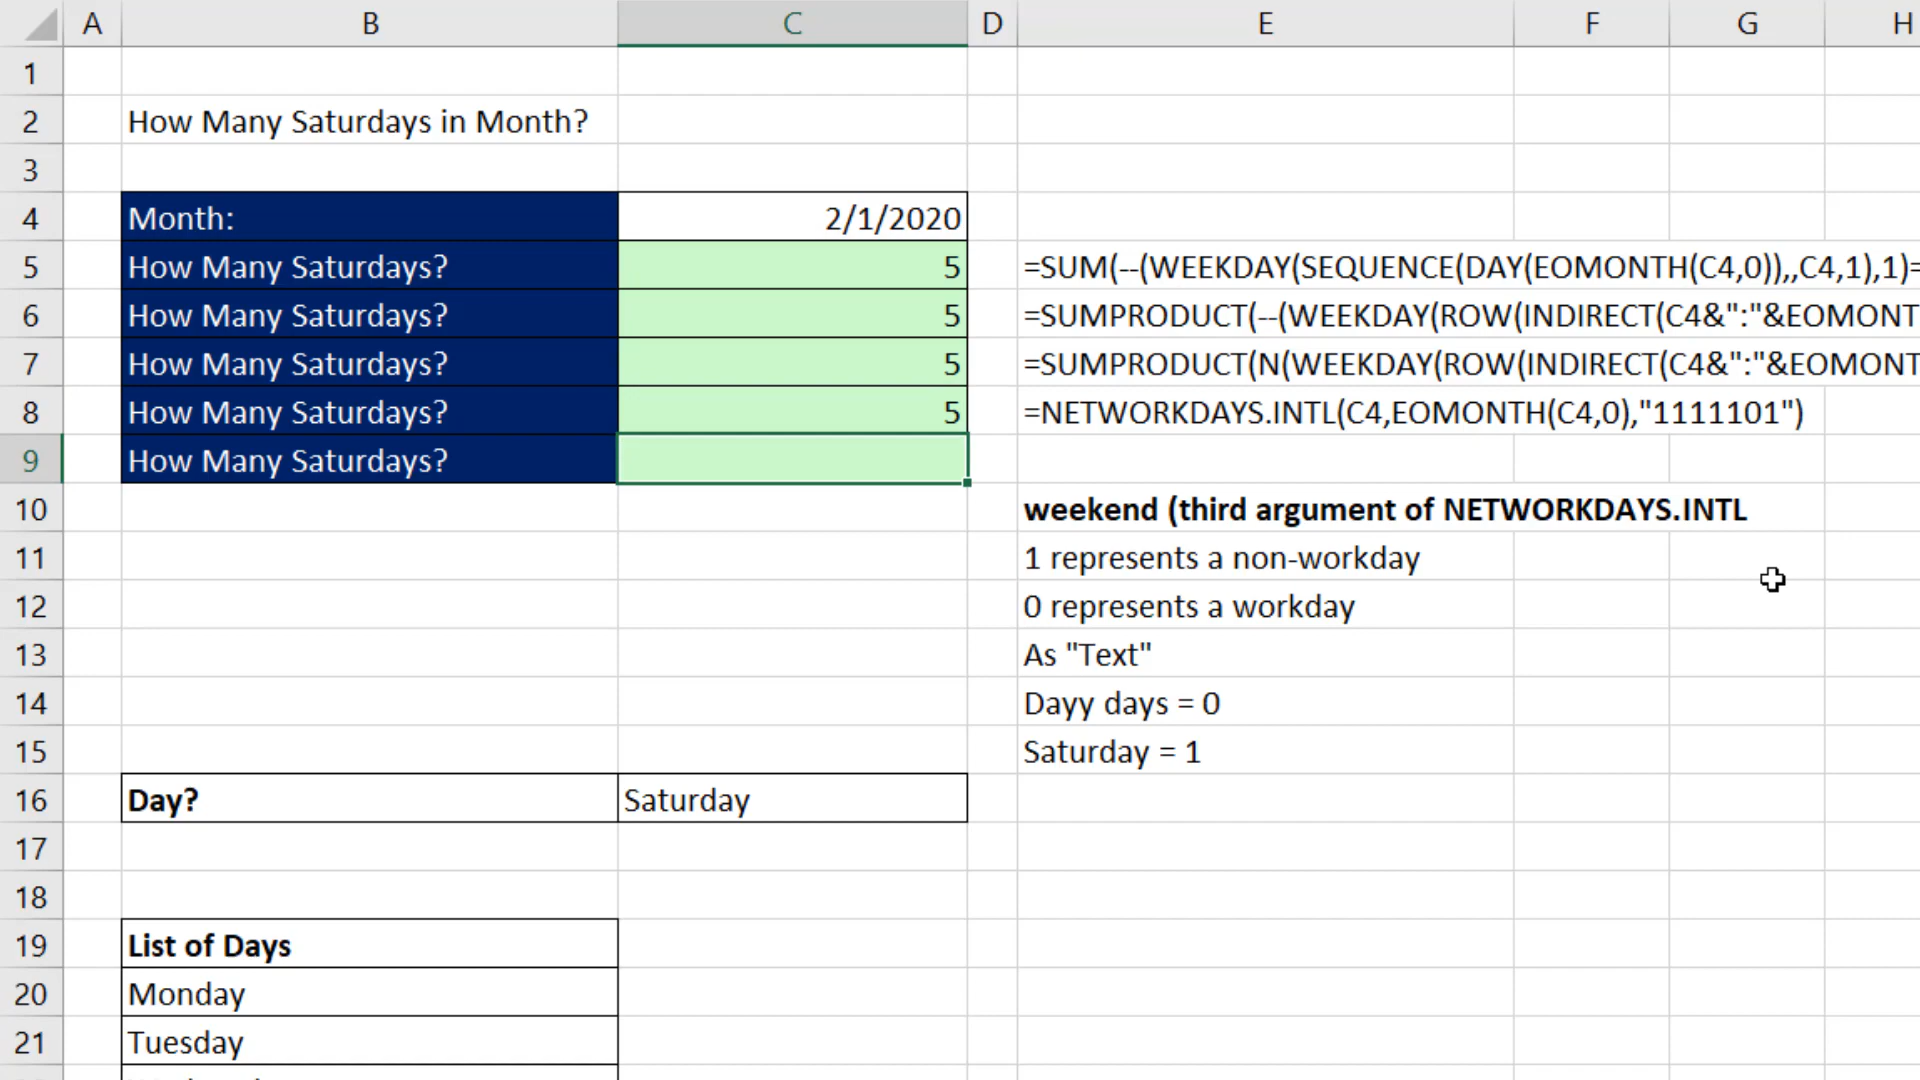 A B C D E F G H
1
2 How Many Saturdays in Month?
3
4 Month: 2/1/2020
5 How Many Saturdays? 5 =SUM(--(WEEKDAY(SEQUENCE(DAY(EOMONTH(C4,0)),,C4,1),1)=
6 How Many Saturdays? 5 =SUMPRODUCT(--(WEEKDAY(ROW(INDIRECT(C4&":"&EOMONT
7 How Many Saturdays? 5 =SUMPRODUCT(N(WEEKDAY(ROW(INDIRECT(C4&":"&EOMONT
8 How Many Saturdays? 5 =NETWORKDAYS.INTL(C4,EOMONTH(C4,0),"1111101")
9 How Many Saturdays?
10 weekend (third argument of NETWORKDAYS.INTL
11 1 represents a non-workday
12 0 represents a workday
13 As "Text"
14 Dayy days = 0
15 Saturday = 1
16 Day? Saturday
17
18
19 List of Days
20 Monday
21 Tuesday